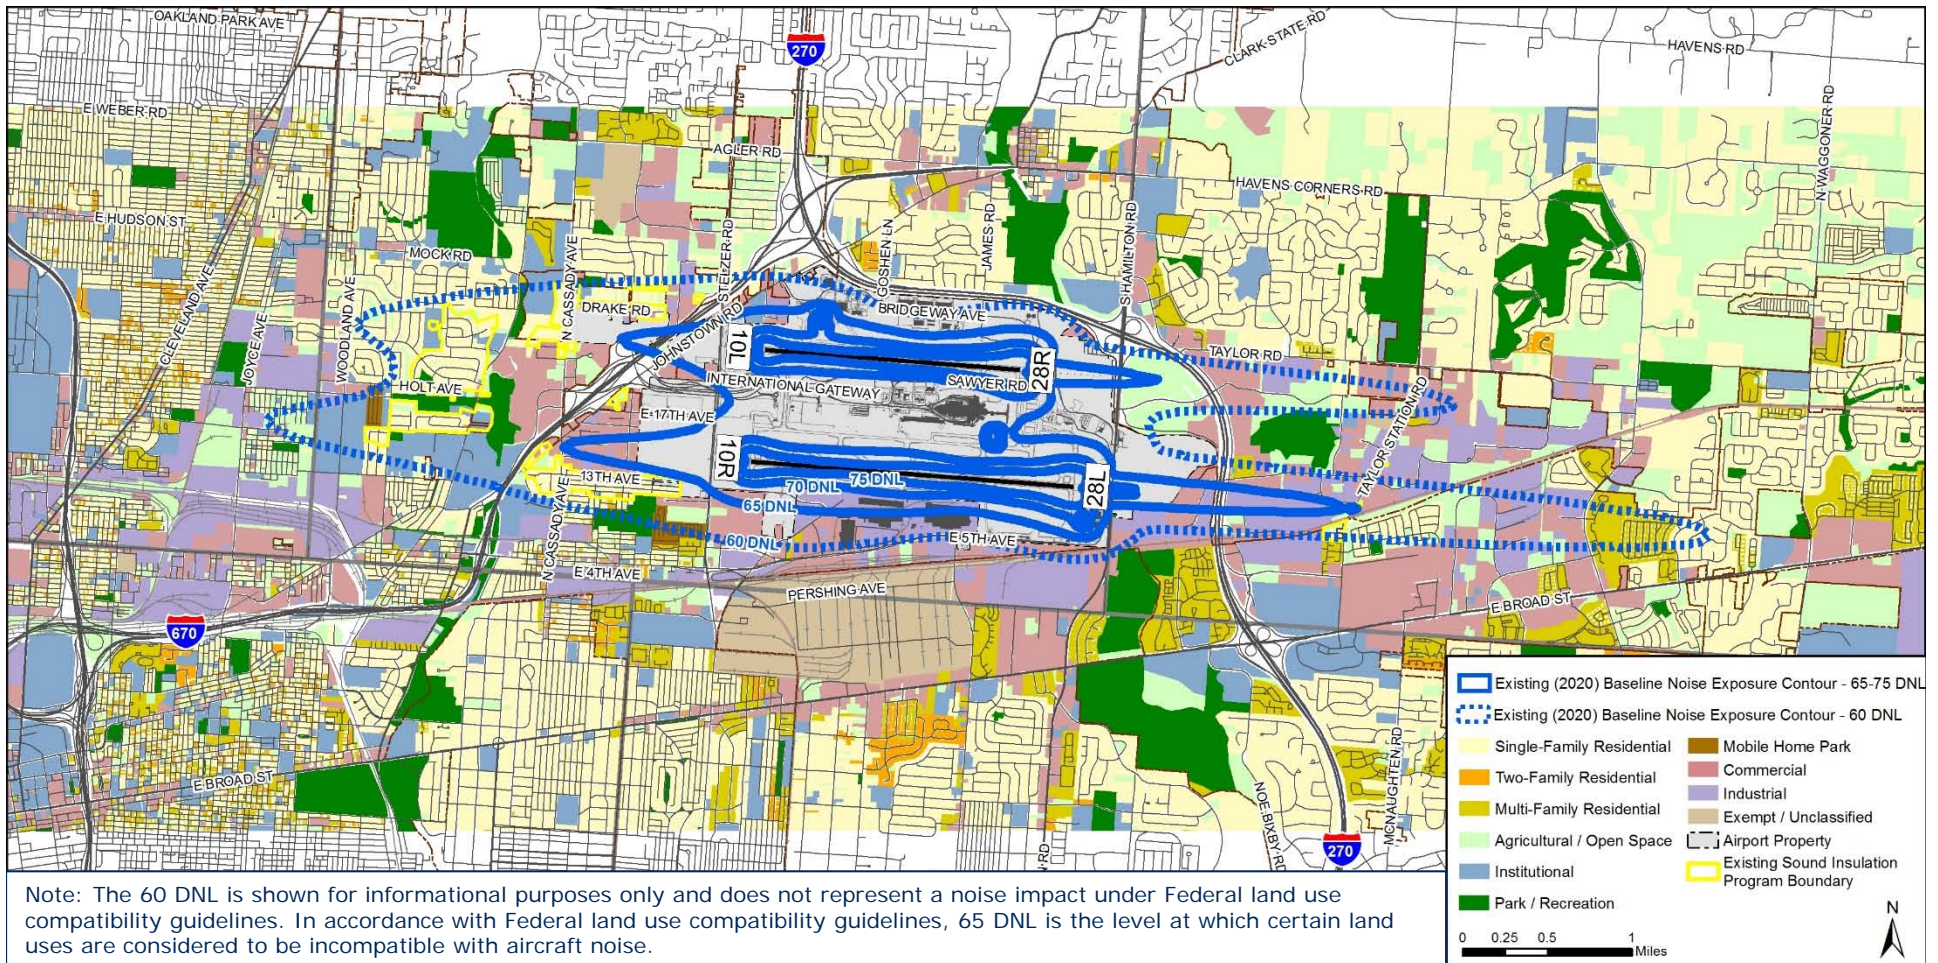 OAKLAND PARK AVE
270
CLARK STATE RD
HAVENS RD
E WEBER RD
N WAGGONER RD
AGLER RD
HAVENS CORNERS RD
E HUDSON ST
MOCK RD
N CASSADY AVE
STELZER RD
GOSHEN LN
JAMES RD
S HAMILTON RD
CLEVELAND AVE
JOYCE AVE
WOODLAND AVE
DRAKE RD
JOHNSTOWN RD
BRIDGEWAY AVE
10L
28R
TAYLOR RD
HOLT AVE
INTERNATIONAL GATEWAY
SAWYER RD
E 17TH AVE
TAYLOR STATION RD
10R
28L
13TH AVE
70 DNL
75 DNL
65 DNL
N CASSADY AVE
60 DNL
E 5TH AVE
E 4TH AVE
PERSHING AVE
E BROAD ST
670
E BROAD ST
NOE BIXBY RD
MCNAUGHTEN RD
N RD
270
Existing (2020) Baseline Noise Exposure Contour - 65-75 DNL
Existing (2020) Baseline Noise Exposure Contour - 60 DNL
Single-Family Residential
Two-Family Residential
Multi-Family Residential
Agricultural / Open Space
Institutional
Park / Recreation
Mobile Home Park
Commercial
Industrial
Exempt / Unclassified
Airport Property
Existing Sound Insulation
Program Boundary
N
0 0.25 0.5 1
Miles
Note: The 60 DNL is shown for informational purposes only and does not represent a noise impact under Federal land use
compatibility guidelines. In accordance with Federal land use compatibility guidelines, 65 DNL is the level at which certain land
uses are considered to be incompatible with aircraft noise.